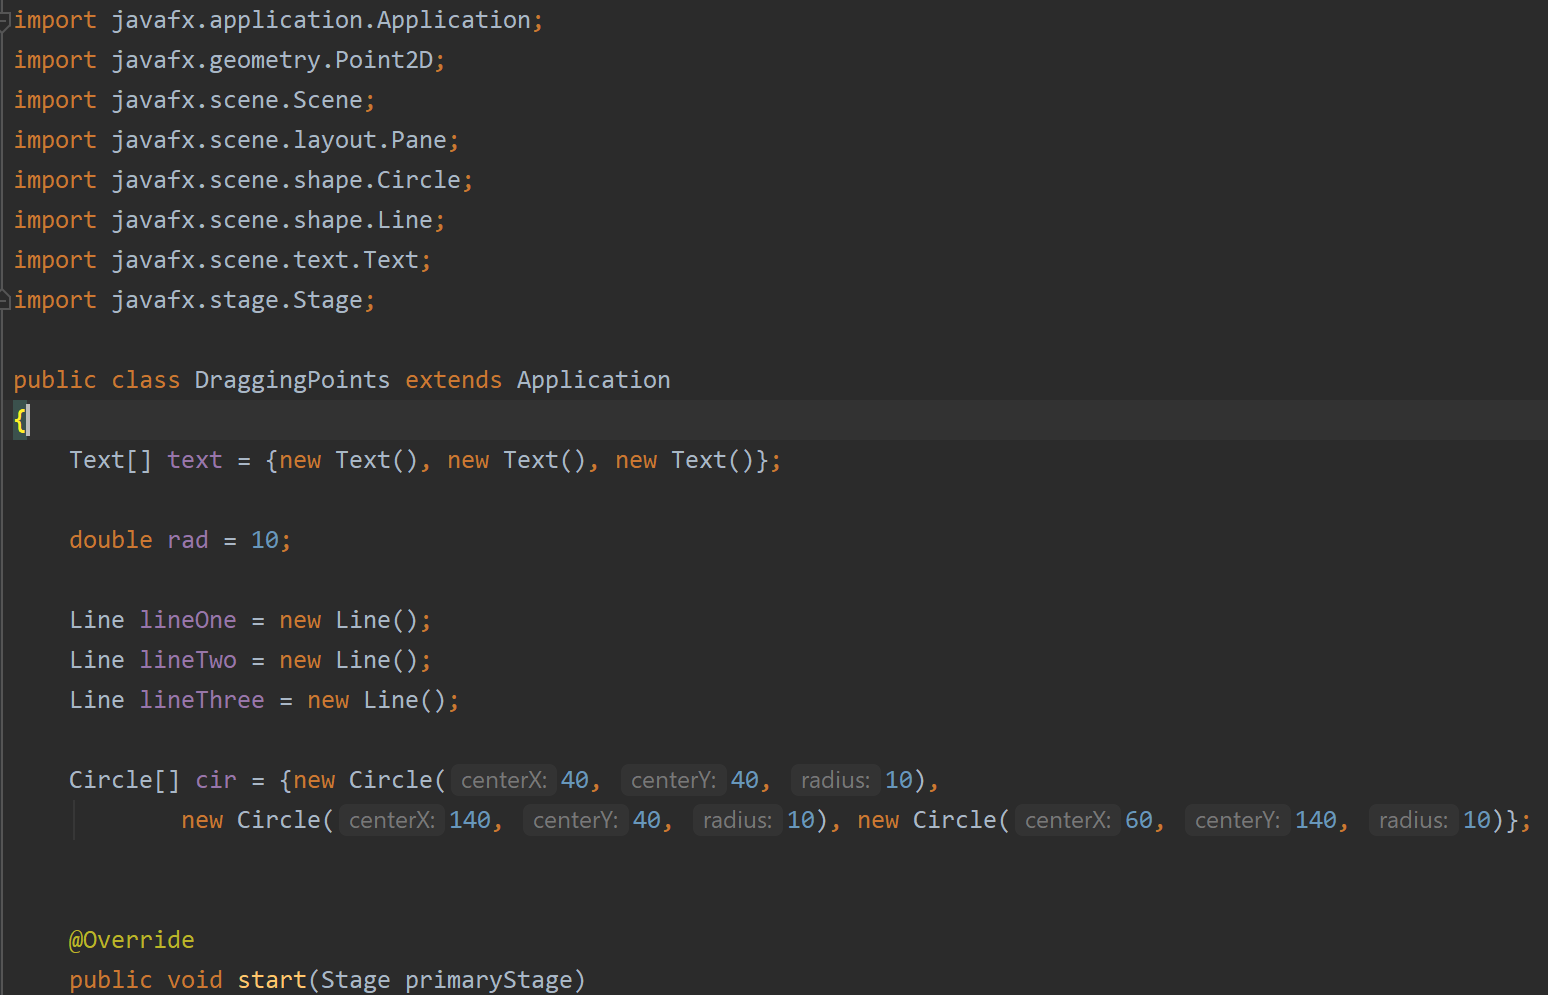 import javafx.application.Application;
import javafx.geometry.Point2D;
import javafx.scene.Scene;
import javafx.scene.layout.Pane;
import javafx.scene.shape.Circle;
import javafx.scene.shape.Line;
import javafx.scene.text.Text;
import javafx.stage.Stage;
public class DraggingPoints extends Application
{
Text[] text = {new Text(), new Text(), new Text()};
double rad = 10;
Line lineOne = new Line();
Line lineTwo = new Line();
Line lineThree = new Line();
Circle[] cir = {new Circle( centerX: 40, centerY: 40, radius: 10),
new Circle( centerX: 140, centerY: 40, radius: 10), new Circle( centerX: 60, centerY: 140, radius: 10)};
@Override
public void start(Stage primaryStage)